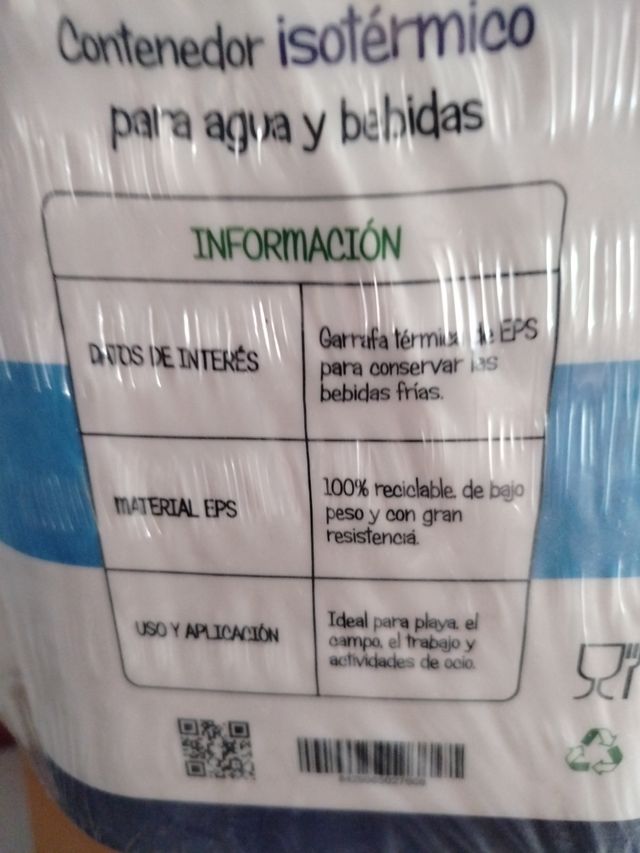 Contenedor isotérmico
para agua y bebidas
INFORMACIÓN
DATOS DE INTERÉS
Garrafa térmica de EPS
para conservar las
bebidas frías.
MATERIAL EPS
100% reciclable, de bajo
peso y con gran
resistencia.
USO Y APLICACIÓN
Ideal para playa, el
campo, el trabajo y
actividades de ocio.